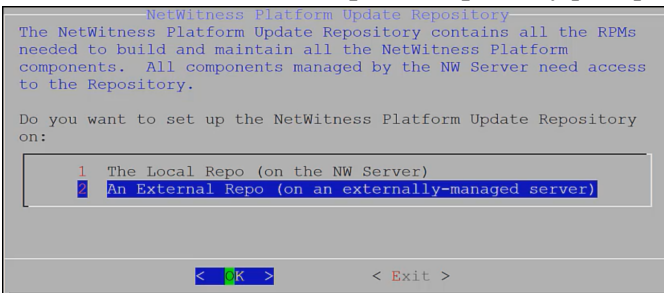 NetWitness Platform Update Repository
The NetWitness Platform Update Repository contains all the RPMs
needed to build and maintain all the NetWitness Platform
components.  All components managed by the NW Server need access
to the Repository.
Do you want to set up the NetWitness Platform Update Repository
on:
1  The Local Repo (on the NW Server)
2  An External Repo (on an externally-managed server)
<  OK  >  < Exit >